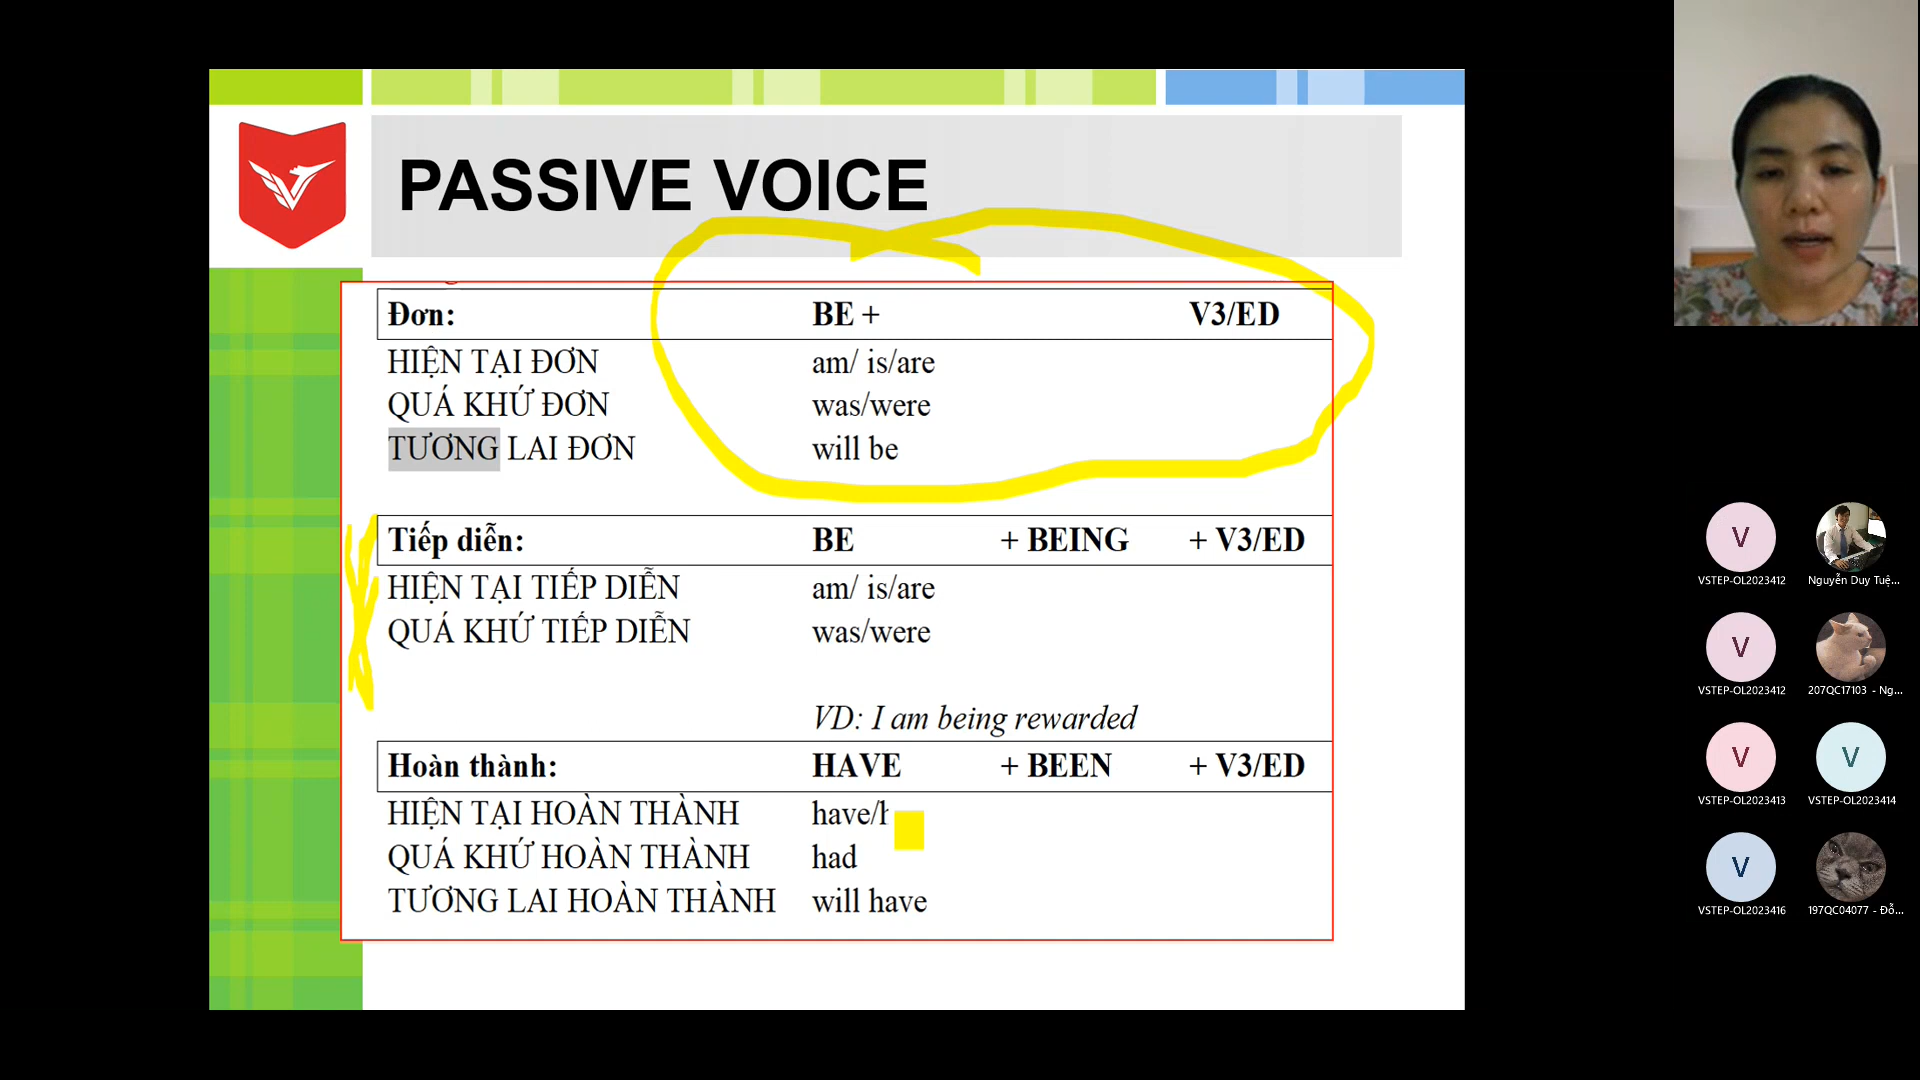 PASSIVE VOICE
Đơn: BE + V3/ED
HIỆN TẠI ĐƠN am/ is/are
QUÁ KHỨ ĐƠN was/were
TƯƠNG LAI ĐƠN will be
Tiếp diễn: BE + BEING + V3/ED
HIỆN TẠI TIẾP DIỄN am/ is/are
QUÁ KHỨ TIẾP DIỄN was/were
VD: I am being rewarded
Hoàn thành: HAVE + BEEN + V3/ED
HIỆN TẠI HOÀN THÀNH have/
QUÁ KHỨ HOÀN THÀNH had
TƯƠNG LAI HOÀN THÀNH will have
V
VSTEP-OL2023412 Nguyễn Duy Tuệ...
V
VSTEP-OL2023412 207QC17103 - Ng...
V V
VSTEP-OL2023413 VSTEP-OL2023414
V
VSTEP-OL2023416 197QC04077 - Đỗ...